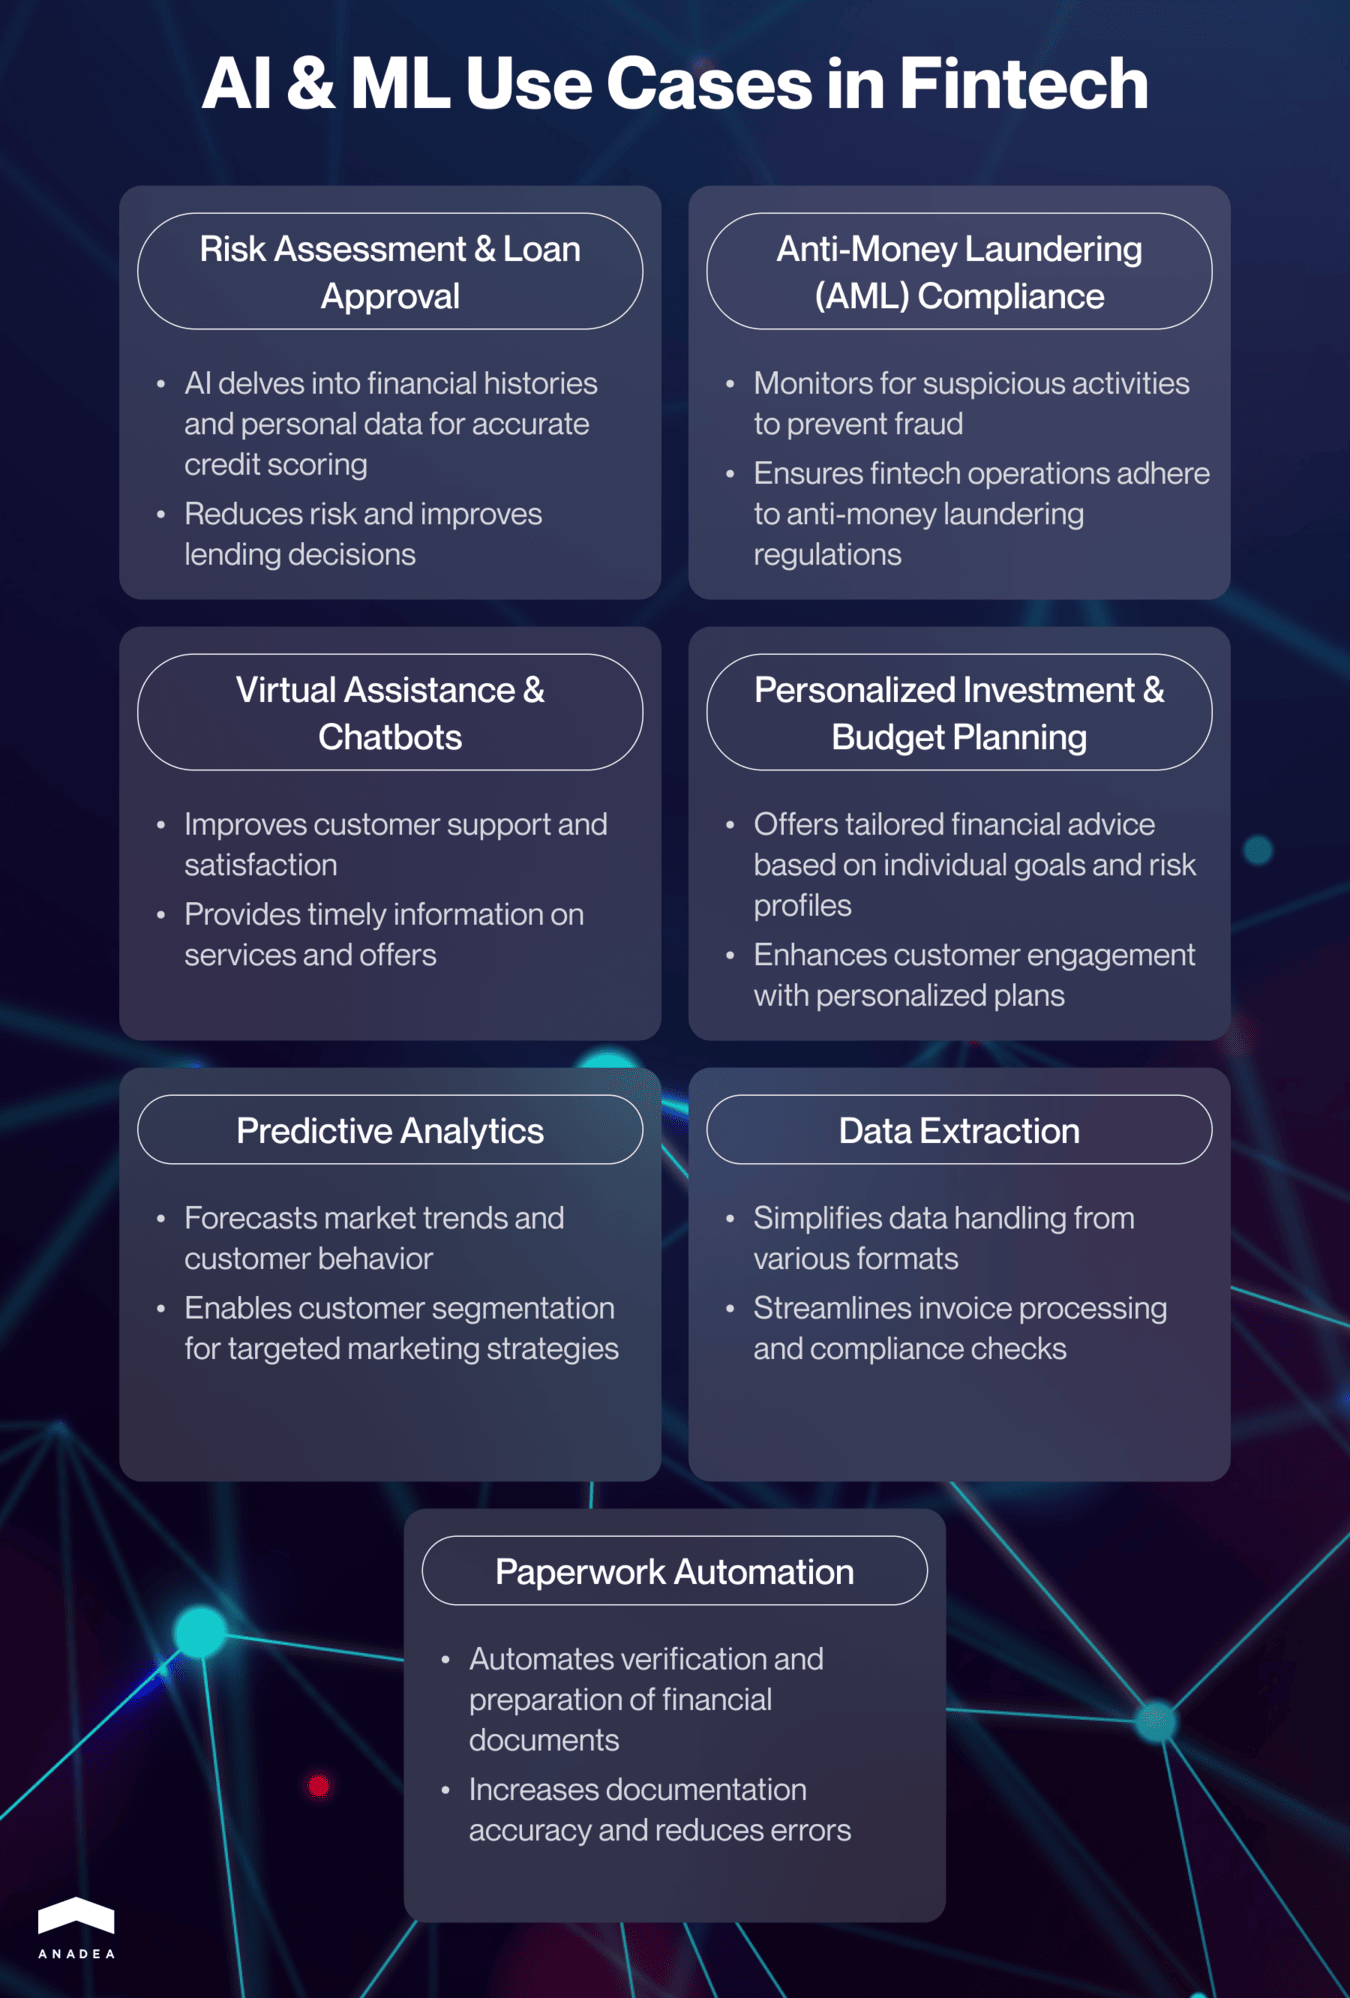 AI & ML Use Cases in Fintech
Risk Assessment & Loan
Approval
• AI delves into financial histories
and personal data for accurate
credit scoring
• Reduces risk and improves
lending decisions
Anti-Money Laundering
(AML) Compliance
• Monitors for suspicious activities
to prevent fraud
• Ensures fintech operations adhere
to anti-money laundering
regulations
Virtual Assistance &
Chatbots
• Improves customer support and
satisfaction
• Provides timely information on
services and offers
Personalized Investment &
Budget Planning
• Offers tailored financial advice
based on individual goals and risk
profiles
• Enhances customer engagement
with personalized plans
Predictive Analytics
• Forecasts market trends and
customer behavior
• Enables customer segmentation
for targeted marketing strategies
Data Extraction
• Simplifies data handling from
various formats
• Streamlines invoice processing
and compliance checks
Paperwork Automation
• Automates verification and
preparation of financial
documents
• Increases documentation
accuracy and reduces errors
ANADEA